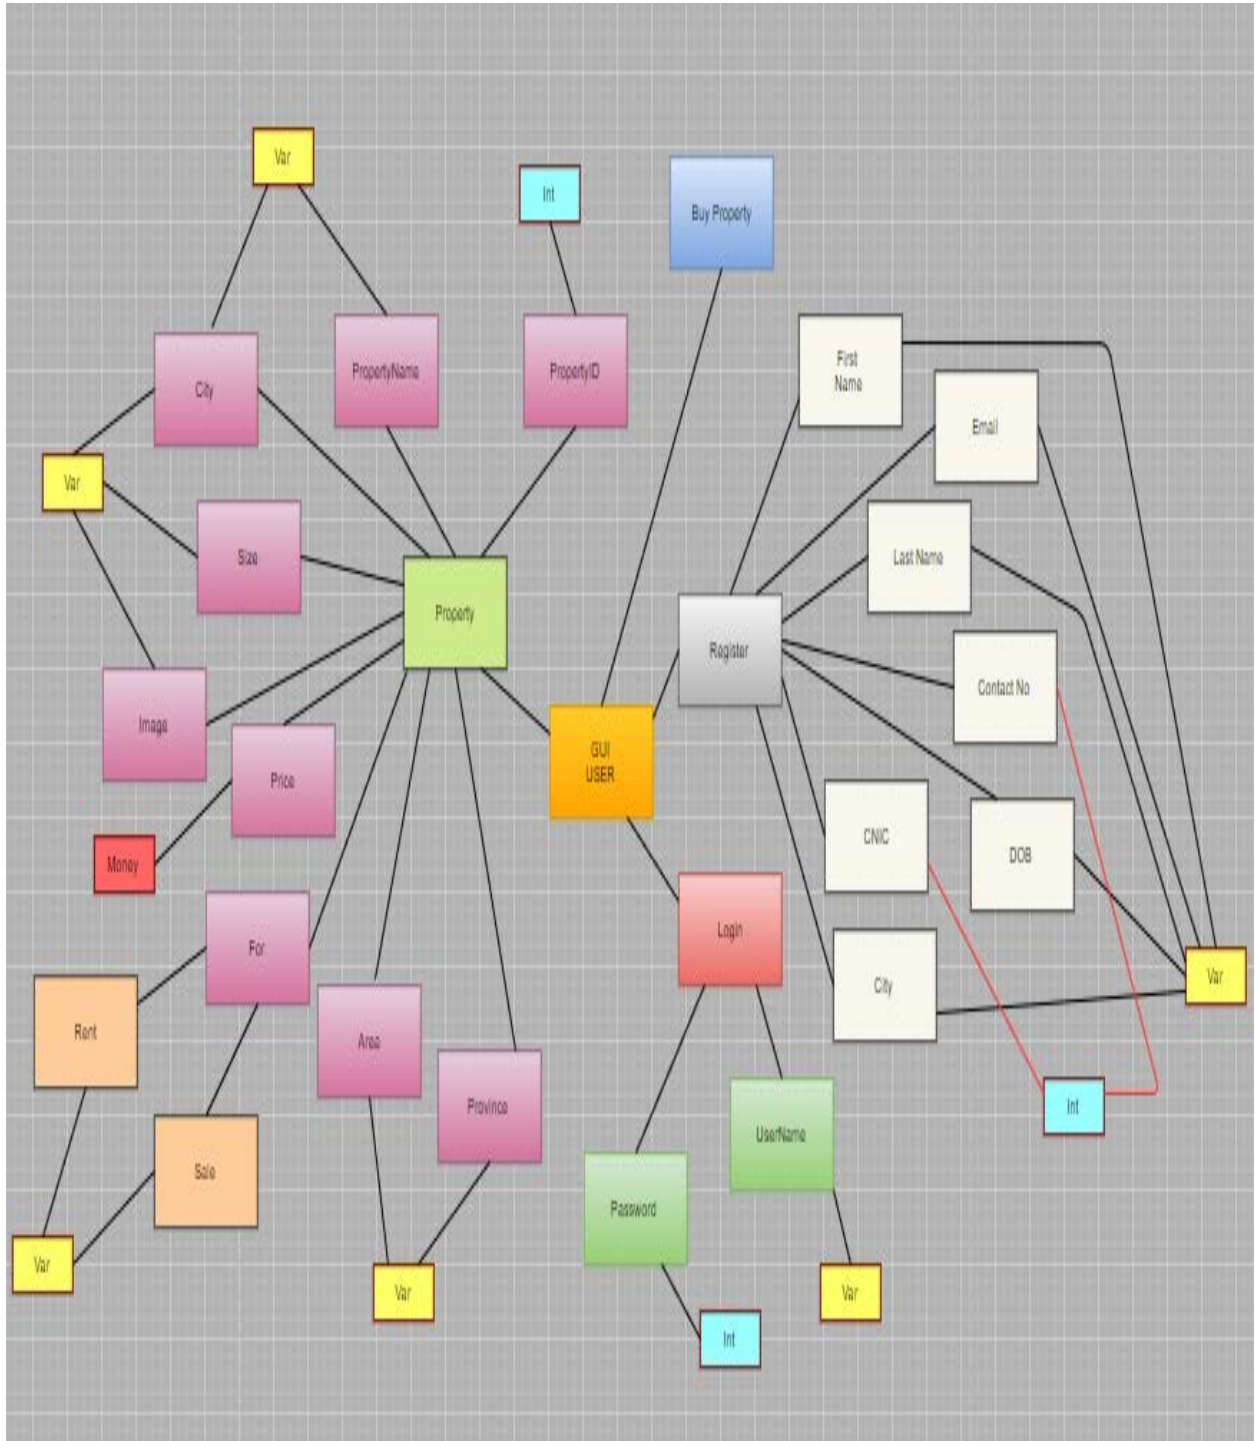 Var
Int
Buy Property
City
PropertyName
PropertyID
First
Name
Email
Var
Size
Last Name
Property
Register
Contact No
Image
Price
GUI
USER
CNIC
DOB
Money
For
Login
City
Var
Rent
Area
Province
Int
Sale
UserName
Password
Var
Var
Var
Int